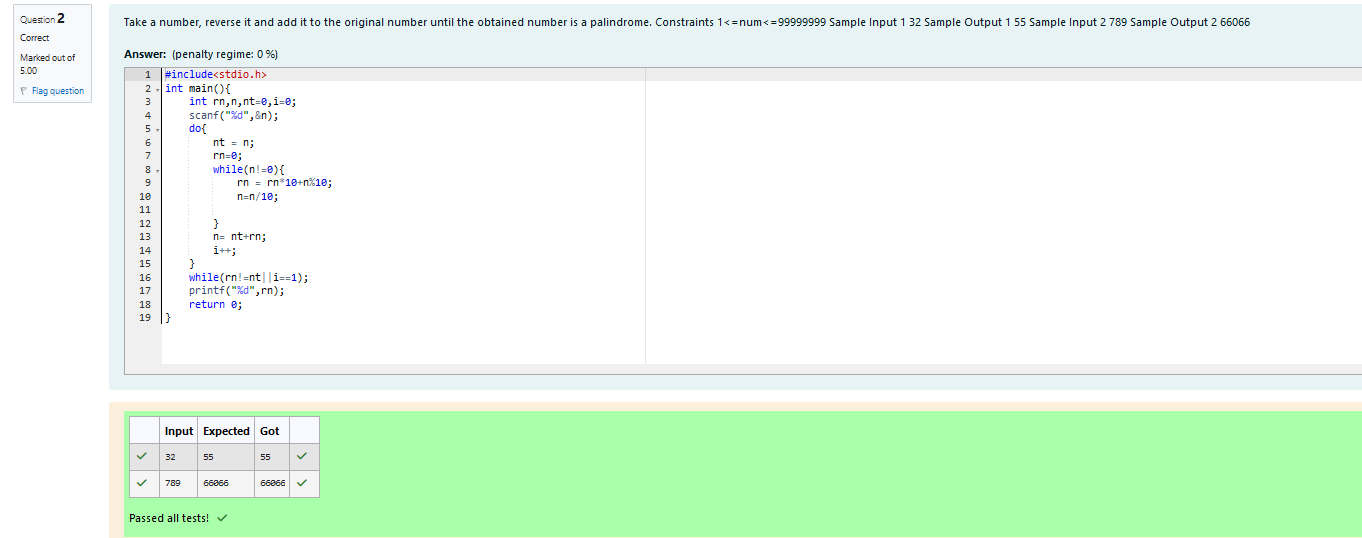 Question 2
Correct
Marked out of
5.00
Flag question
Take a number, reverse it and add it to the original number until the obtained number is a palindrome. Constraints 1<=num<=99999999 Sample Input 1 32 Sample Output 1 55 Sample Input 2 789 Sample Output 2 66066
Answer: (penalty regime: 0 %)
1 #include<stdio.h>
2 int main(){
3 int rn,n,nt=0,i=0;
4 scanf("%d",&n);
5 do{
6 nt = n;
7 rn=0;
8 while(n!=0){
9 rn = rn*10+n%10;
10 n=n/10;
11
12 }
13 n= nt+rn;
14 i++;
15 }
16 while(rn!=nt||i==1);
17 printf("%d",rn);
18 return 0;
19 }
Input Expected Got
32 55 55
789 66066 66066
Passed all tests!